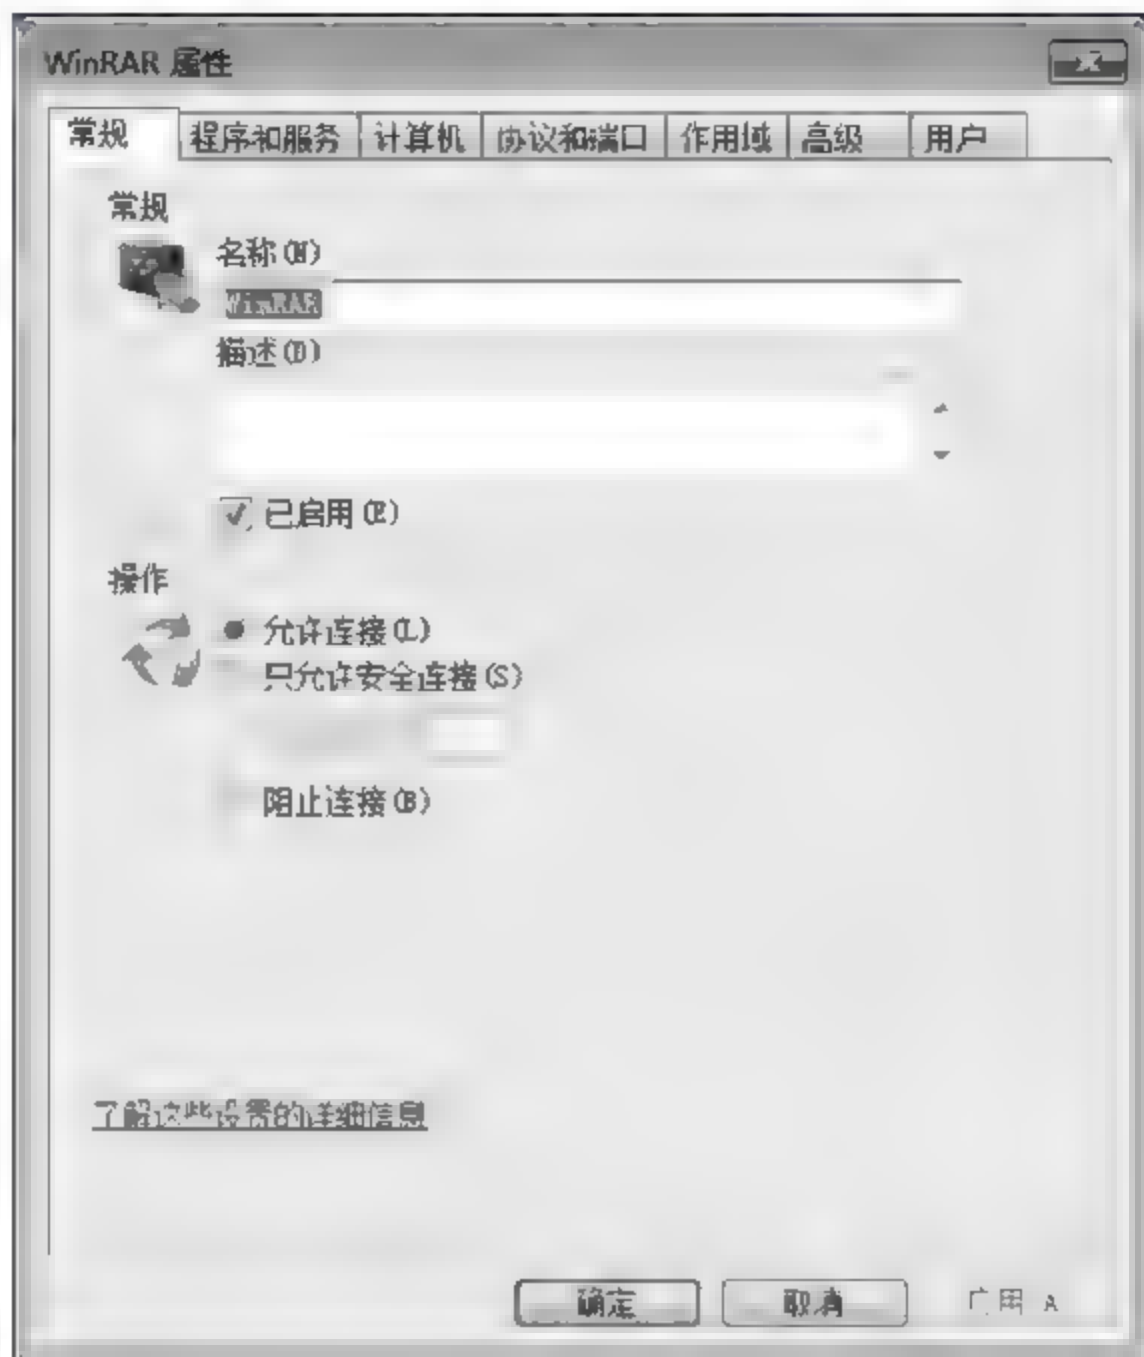 WinRAR 属性
常规 程序和服务 计算机 协议和端口 作用域 高级 用户
常规
名称(N)
WinRAR
描述(D)
已启用(E)
操作
允许连接(L)
只允许安全连接(S)
阻止连接(B)
了解这些设置的详细信息
确定 取消 应用 A